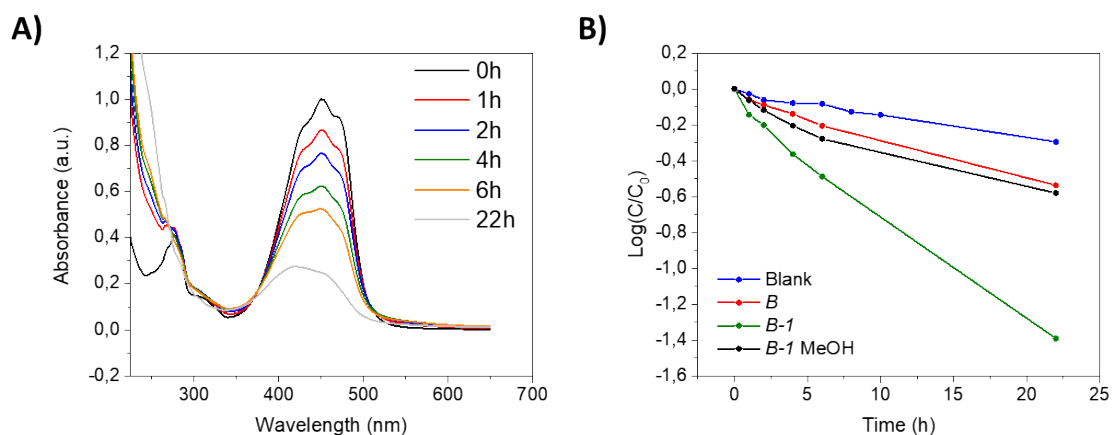 A)
1,2
1,0
0,8
0,6
0,4
0,2
0,0
-0,2
Absorbance (a.u.)
0h
1h
2h
4h
6h
22h
300 400 500 600 700
Wavelength (nm)
B)
0,2
0,0
-0,2
-0,4
-0,6
-0,8
-1,0
-1,2
-1,4
-1,6
Log(C/C₀)
Blank
B
B-1
B-1 MeOH
0 5 10 15 20 25
Time (h)